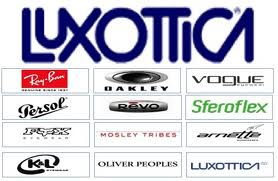 LUXOTTICA
Ray-Ban
GENUINE SINCE 1937
OAKLEY
VOGUE
Persol
REVO
Sferoflex
EYEWEAR
MOSLEY TRIBES
arnette
K&L
EYEWEAR
OLIVER PEOPLES
LUXOTTICA